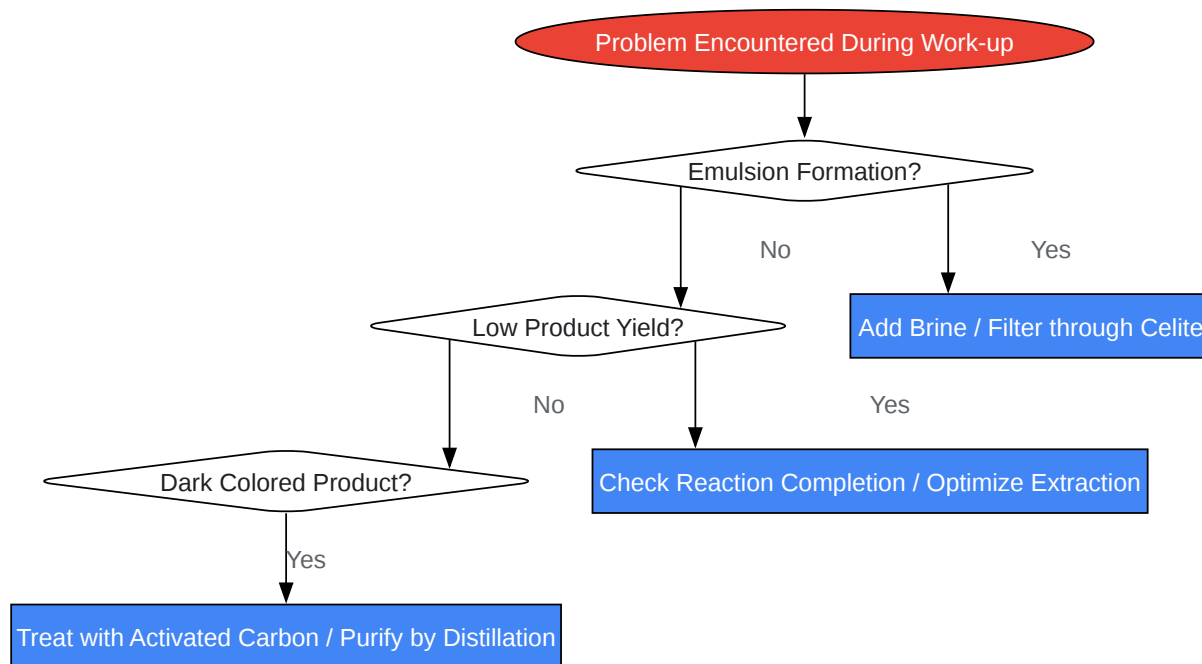 Problem Encountered During Work-up
Emulsion Formation?
No
Yes
Add Brine / Filter through Celite
Low Product Yield?
No
Yes
Check Reaction Completion / Optimize Extraction
Dark Colored Product?
Yes
Treat with Activated Carbon / Purify by Distillation